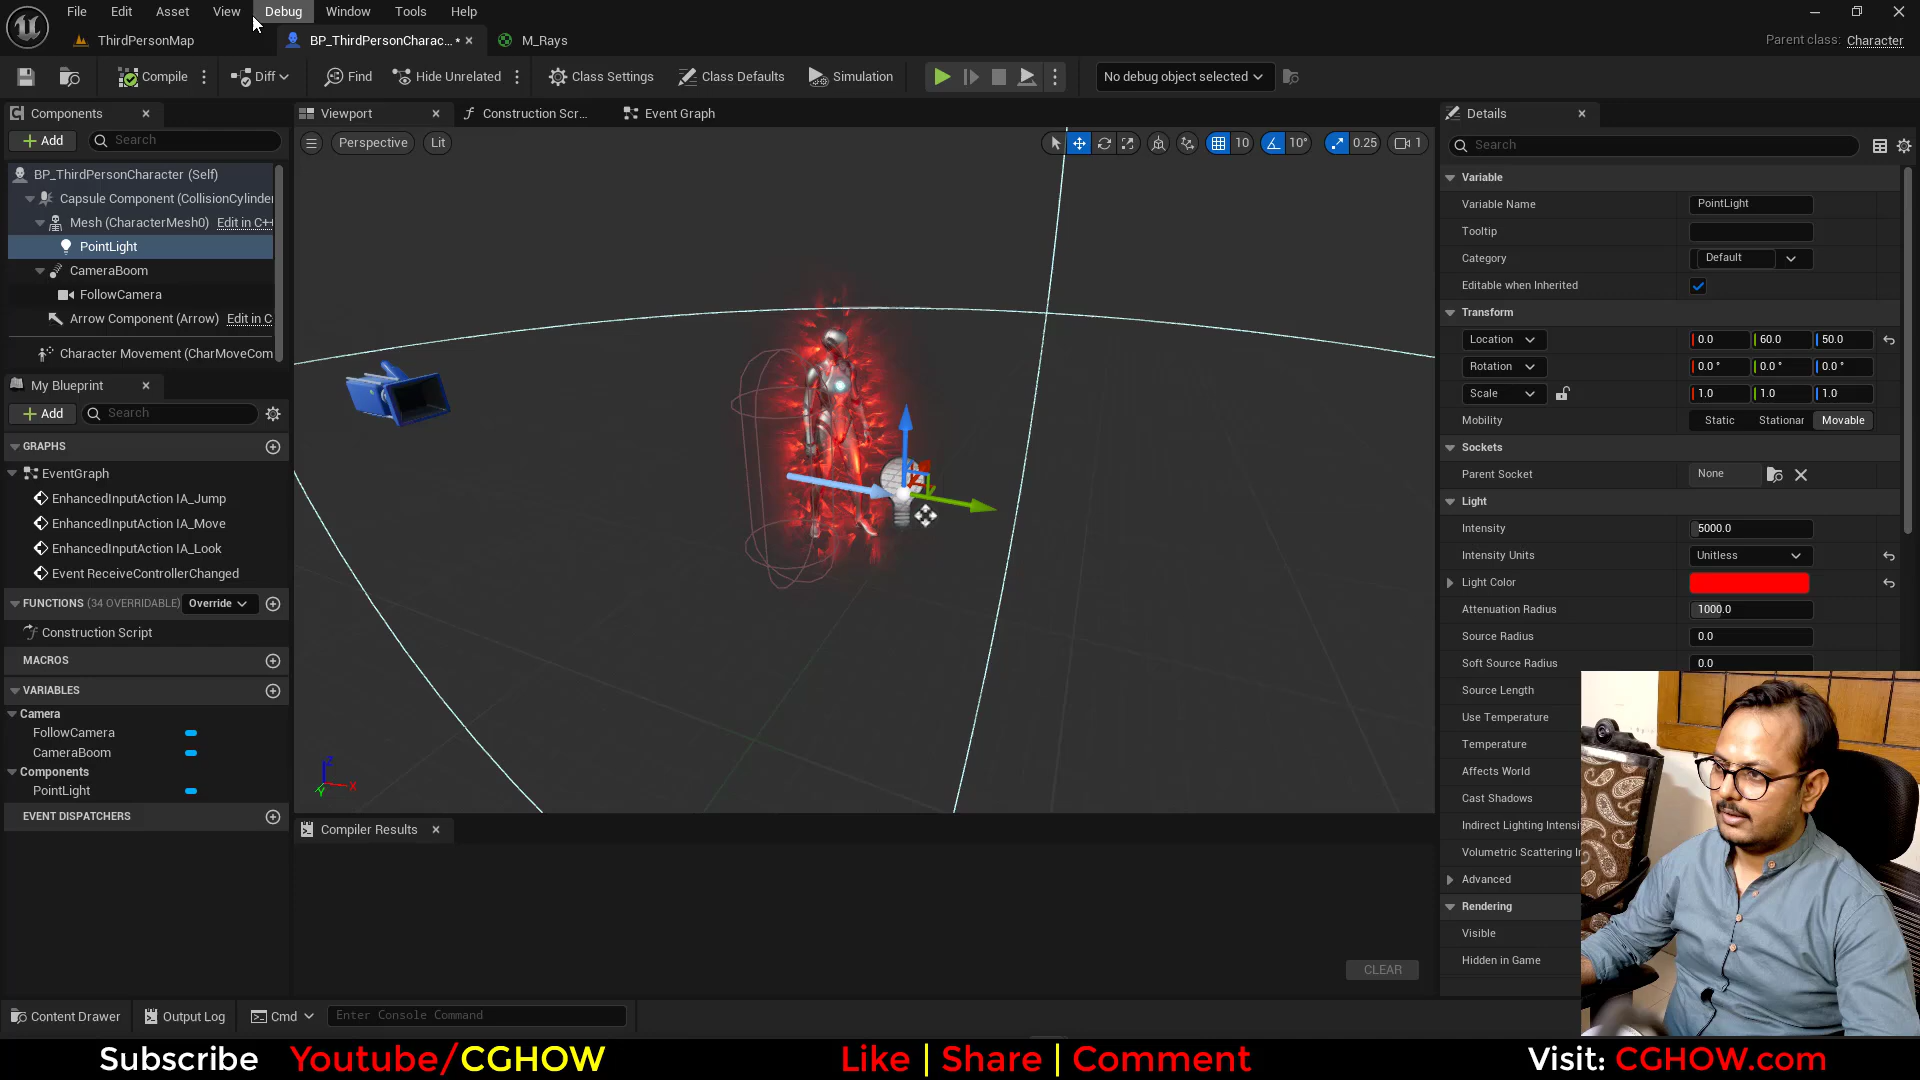 File Edit Asset View Debug Window Tools Help
ThirdPersonMap BP_ThirdPersonCharac... * M_Rays Parent class: Character
Compile Diff Find Hide Unrelated Class Settings Class Defaults Simulation No debug object selected
Components Viewport Construction Scr... Event Graph Details
Add Search Perspective Lit 10 10° 0.25 1 Search
BP_ThirdPersonCharacter (Self)
Capsule Component (CollisionCylinder
Mesh (CharacterMesh0) Edit in C++
PointLight
CameraBoom
FollowCamera
Arrow Component (Arrow) Edit in C
Character Movement (CharMoveCom
My Blueprint
Add Search
GRAPHS
EventGraph
EnhancedInputAction IA_Jump
EnhancedInputAction IA_Move
EnhancedInputAction IA_Look
Event ReceiveControllerChanged
FUNCTIONS (34 OVERRIDABLE) Override
Construction Script
MACROS
VARIABLES
Camera
FollowCamera
CameraBoom
Components
PointLight
EVENT DISPATCHERS
Z
X
Y
Compiler Results
CLEAR
Variable
Variable Name PointLight
Tooltip
Category Default
Editable when Inherited
Transform
Location 0.0 60.0 50.0
Rotation 0.0 ° 0.0 ° 0.0 °
Scale 1.0 1.0 1.0
Mobility Static Stationar Movable
Sockets
Parent Socket None
Light
Intensity 5000.0
Intensity Units Unitless
Light Color
Attenuation Radius 1000.0
Source Radius 0.0
Soft Source Radius 0.0
Source Length
Use Temperature
Temperature
Affects World
Cast Shadows
Indirect Lighting Intensi
Volumetric Scattering I
Advanced
Rendering
Visible
Hidden in Game
Content Drawer Output Log Cmd Enter Console Command
Subscribe Youtube/CGHOW Like | Share | Comment Visit: CGHOW.com